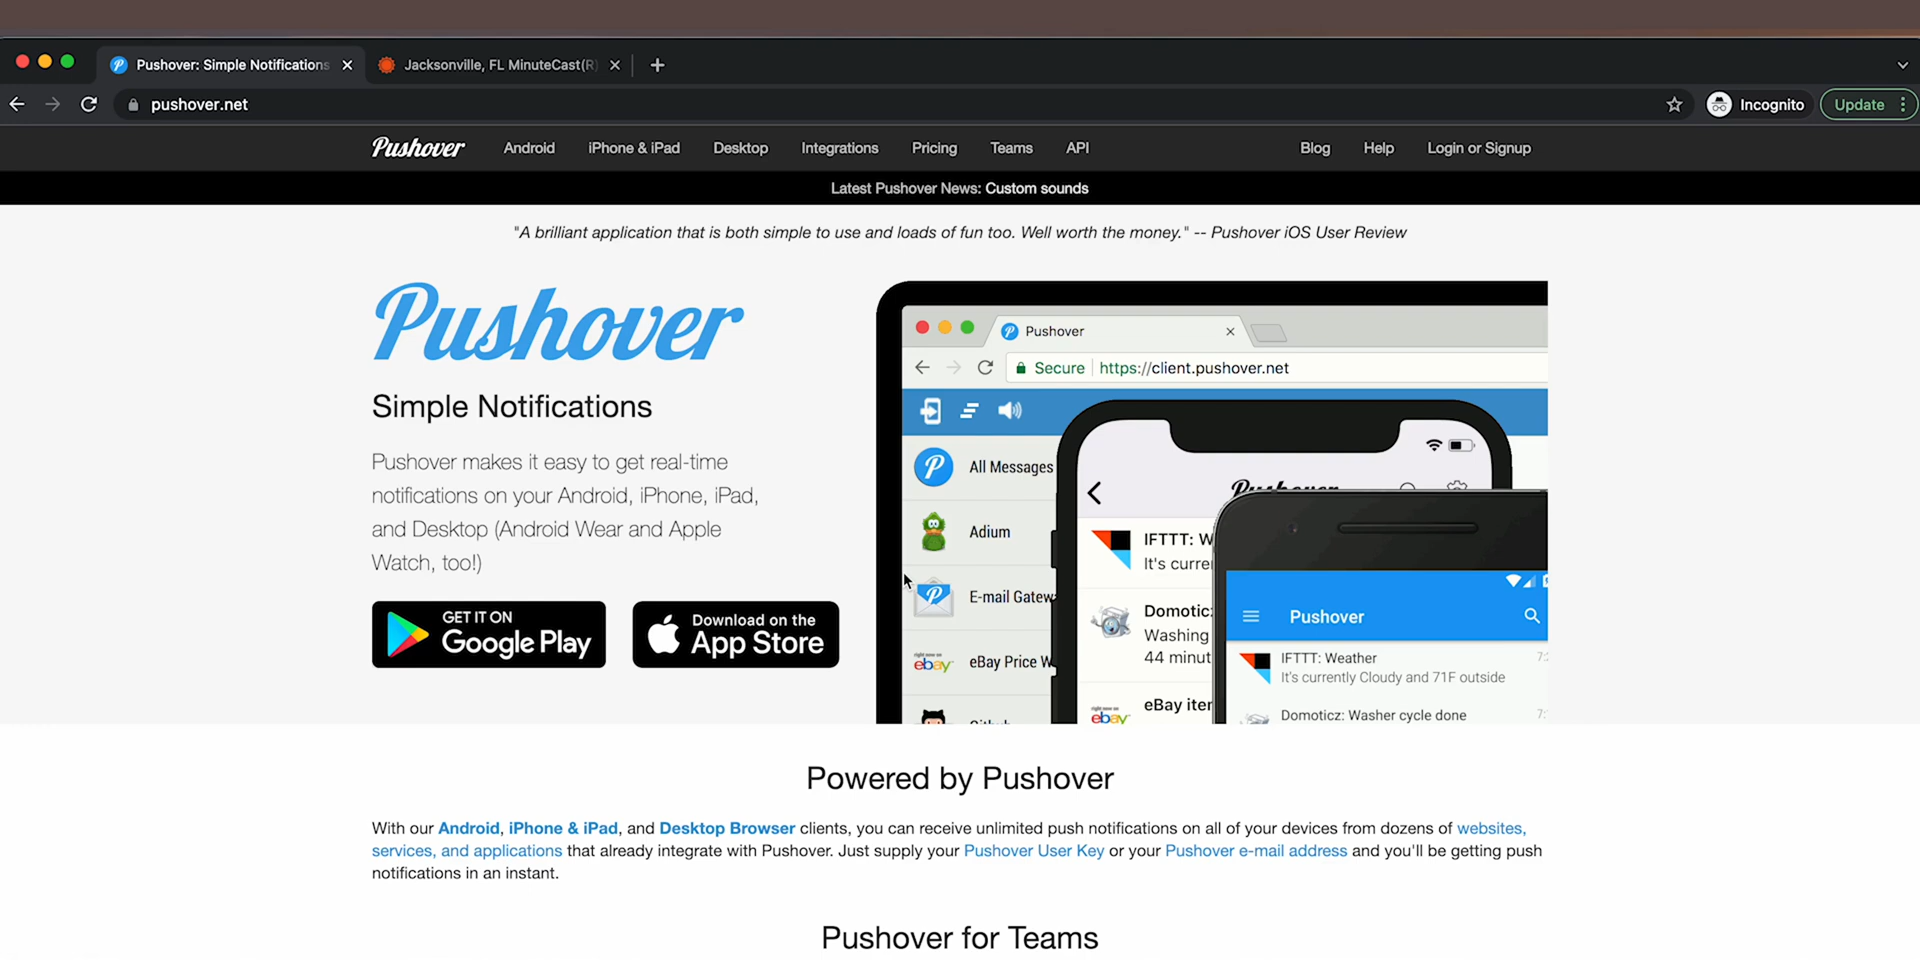 Pushover: Simple Notifications
Jacksonville, FL MinuteCast(R)
pushover.net
Incognito
Update
Pushover Android iPhone & iPad Desktop Integrations Pricing Teams API Blog Help Login or Signup
Latest Pushover News: Custom sounds
"A brilliant application that is both simple to use and loads of fun too. Well worth the money." -- Pushover iOS User Review
Pushover
Simple Notifications
Pushover makes it easy to get real-time
notifications on your Android, iPhone, iPad,
and Desktop (Android Wear and Apple
Watch, too!)
GET IT ON
Google Play
Download on the
App Store
Pushover
Secure https://client.pushover.net
All Messages
Adium
E-mail Gatew
eBay Price W
Github
Pushover
IFTTT: W
It's curre
Domoticz
Washing
44 minut
eBay iter
right now on
ebay
Pushover
IFTTT: Weather
It's currently Cloudy and 71F outside
Domoticz: Washer cycle done
Powered by Pushover
With our Android, iPhone & iPad, and Desktop Browser clients, you can receive unlimited push notifications on all of your devices from dozens of websites,
services, and applications that already integrate with Pushover. Just supply your Pushover User Key or your Pushover e-mail address and you'll be getting push
notifications in an instant.
Pushover for Teams